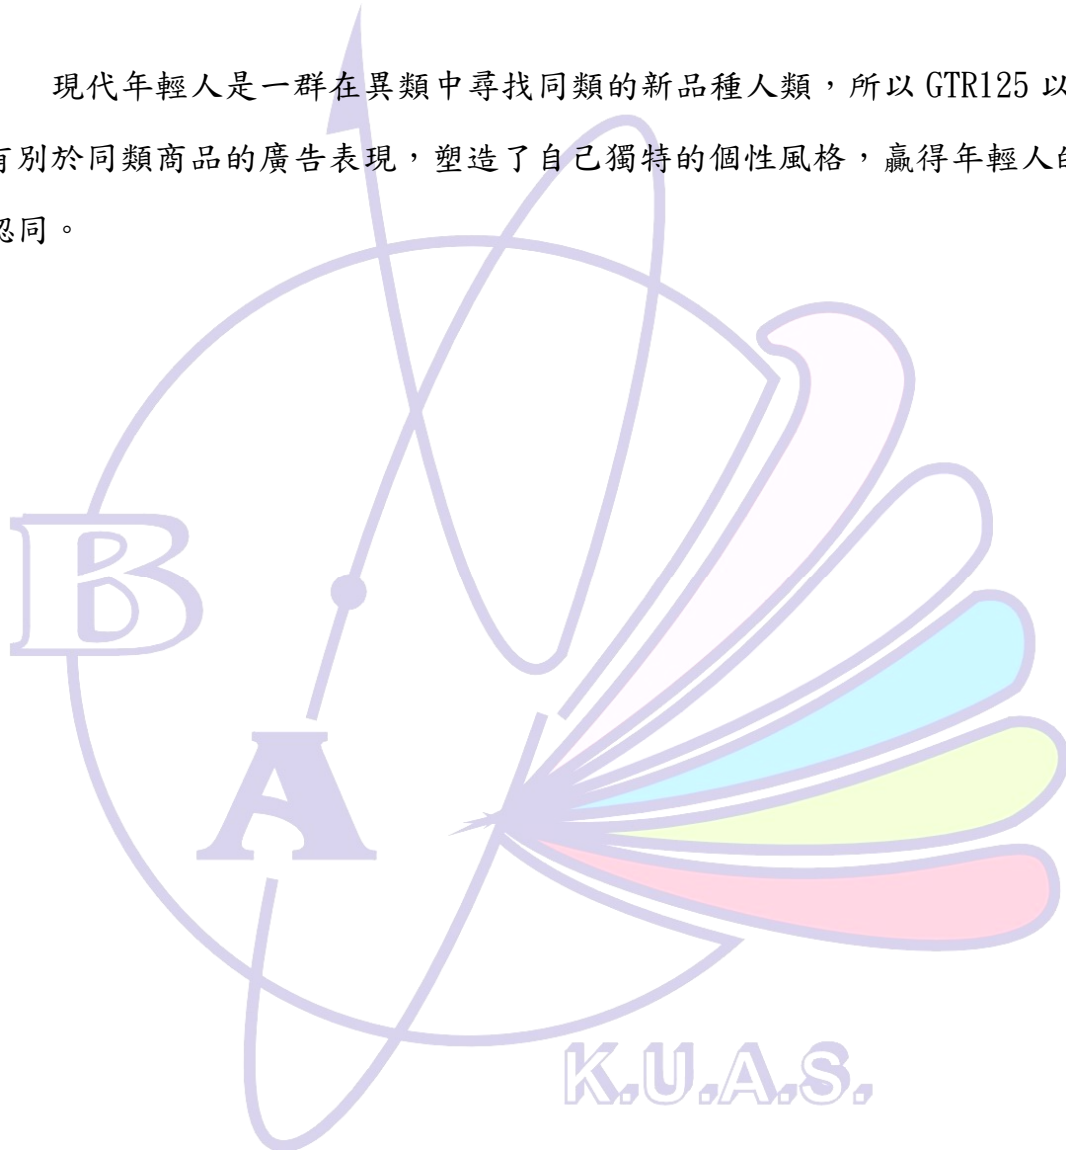 現代年輕人是一群在異類中尋找同類的新品種人類，所以 GTR125 以
有別於同類商品的廣告表現，塑造了自己獨特的個性風格，贏得年輕人的
認同。
B
A
K.U.A.S.